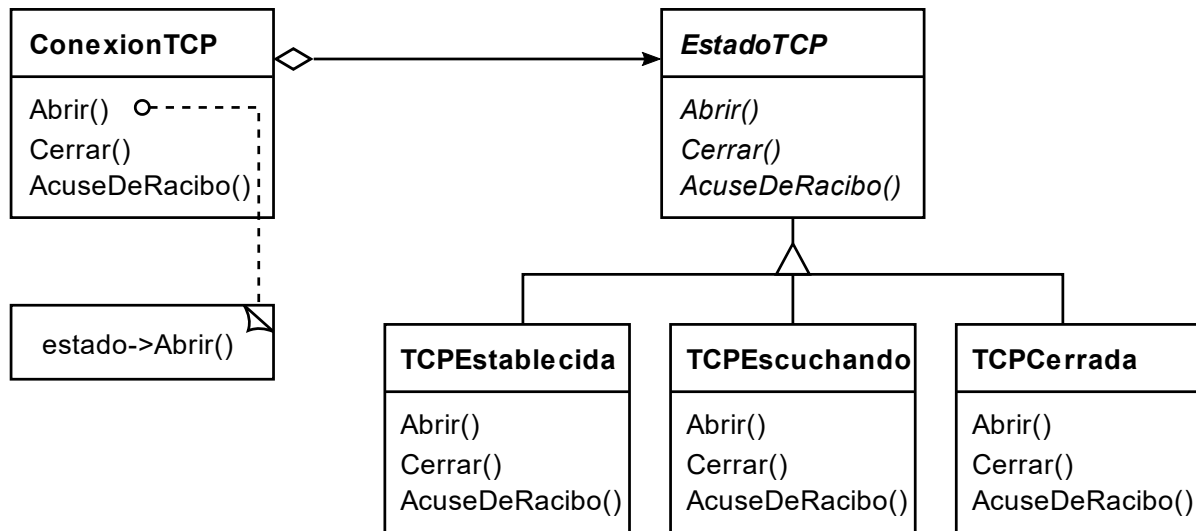 ConexionTCP
Abrir()
Cerrar()
AcuseDeRacibo()
estado->Abrir()
EstadoTCP
Abrir()
Cerrar()
AcuseDeRacibo()
TCPEstablecida
Abrir()
Cerrar()
AcuseDeRacibo()
TCPEscuchando
Abrir()
Cerrar()
AcuseDeRacibo()
TCPCerrada
Abrir()
Cerrar()
AcuseDeRacibo()